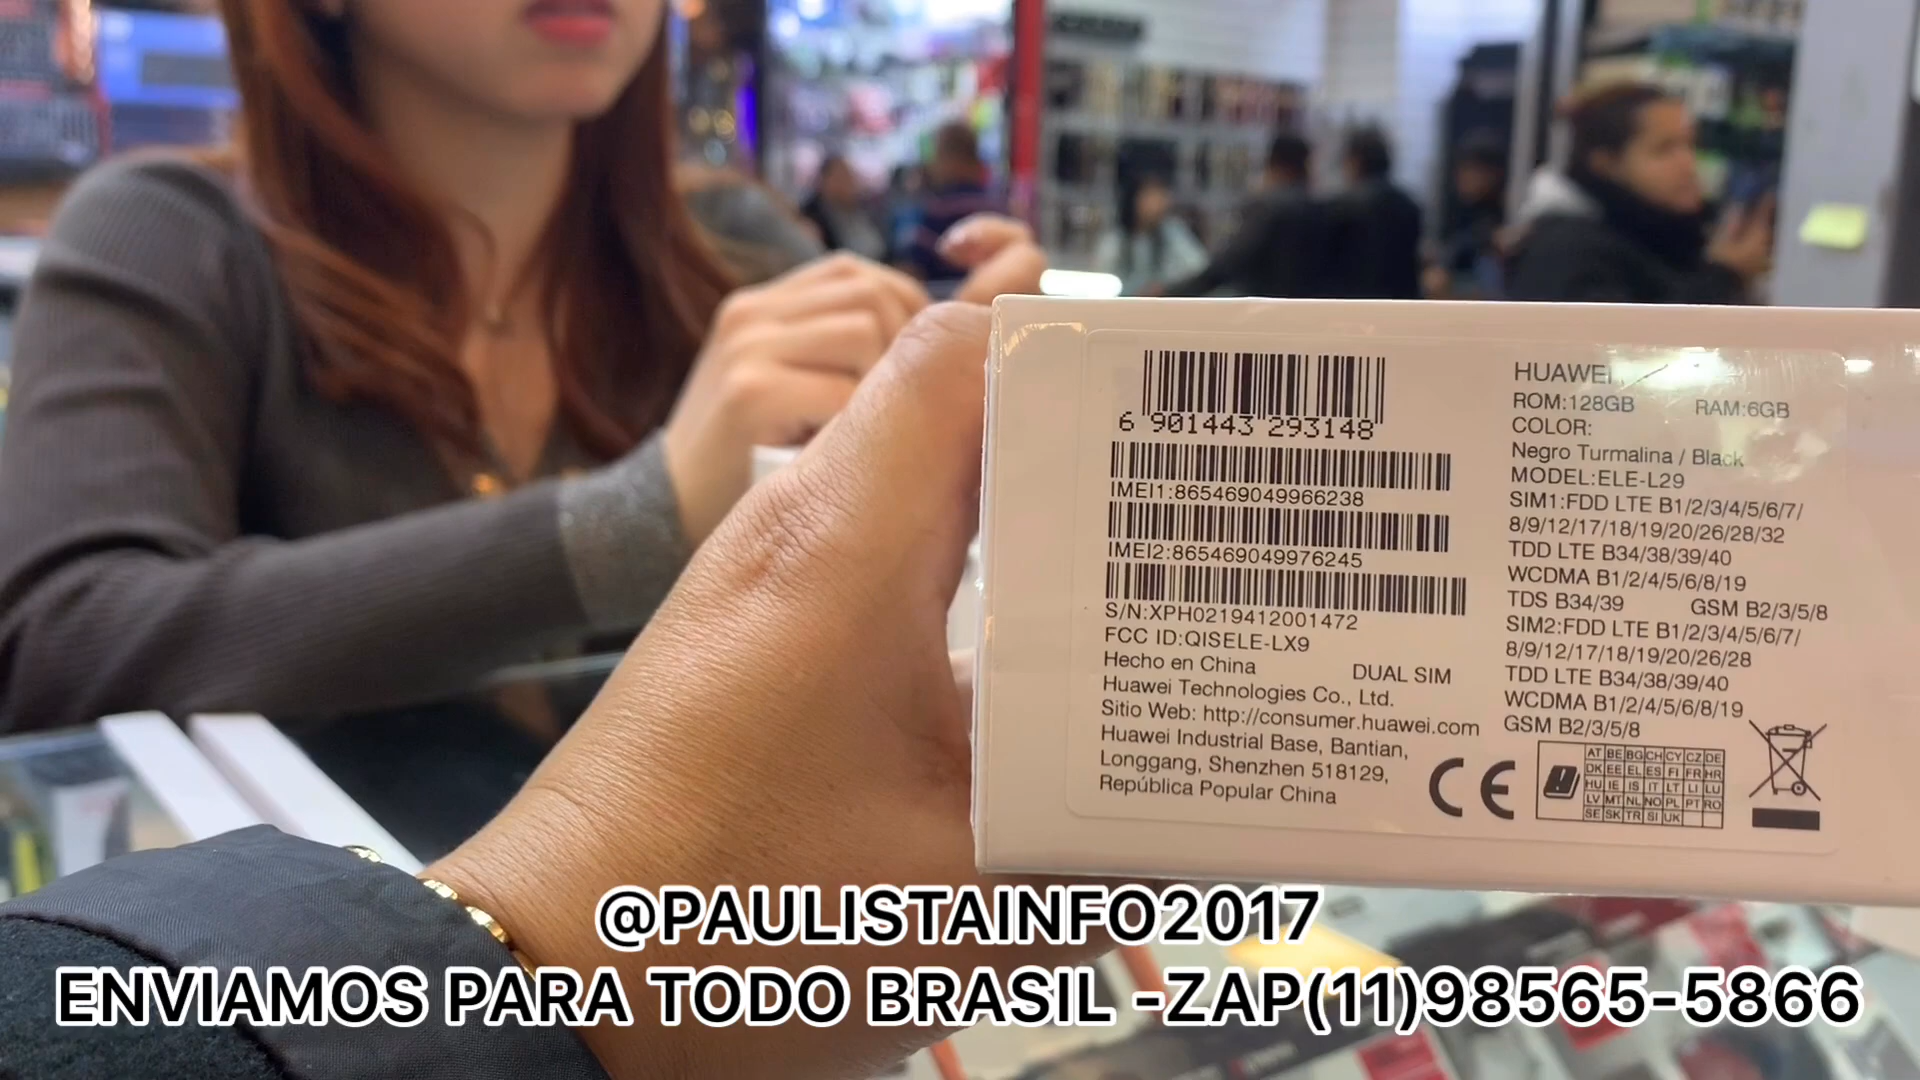 6 901443 293148
IMEI1:865469049966238
IMEI2:865469049976245
S/N:XPH0219412001472
FCC ID:QISELE-LX9
Hecho en China DUAL SIM
Huawei Technologies Co., Ltd.
Sitio Web: http://consumer.huawei.com
Huawei Industrial Base, Bantian,
Longgang, Shenzhen 518129,
República Popular China
HUAWEI
ROM:128GB RAM:6GB
COLOR:
Negro Turmalina / Black
MODEL:ELE-L29
SIM1:FDD LTE B1/2/3/4/5/6/7/
8/9/12/17/18/19/20/26/28/32
TDD LTE B34/38/39/40
WCDMA B1/2/4/5/6/8/19
TDS B34/39 GSM B2/3/5/8
SIM2:FDD LTE B1/2/3/4/5/6/7/
8/9/12/17/18/19/20/26/28
TDD LTE B34/38/39/40
WCDMA B1/2/4/5/6/8/19
GSM B2/3/5/8
CE
AT BE BG CH CY CZ DE
DK EE EL ES FI FR HR
HU IE IS IT LT LI LU
LV MT NL NO PL PT RO
SE SK TR SI UK
@PAULISTAINFO2017
ENVIAMOS PARA TODO BRASIL -ZAP(11)98565-5866